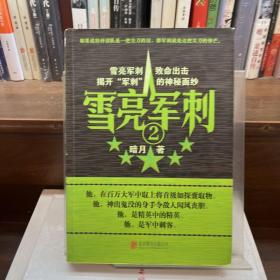 雪亮军刺 致命出击
揭开“军刺”的神秘面纱
雪亮军刺
2
暗月 著
他，在百万大军中取上将首级如探囊取物。
他，神出鬼没的身手令敌人闻风丧胆。
他，是精英中的精英。
他，是军中刺客。